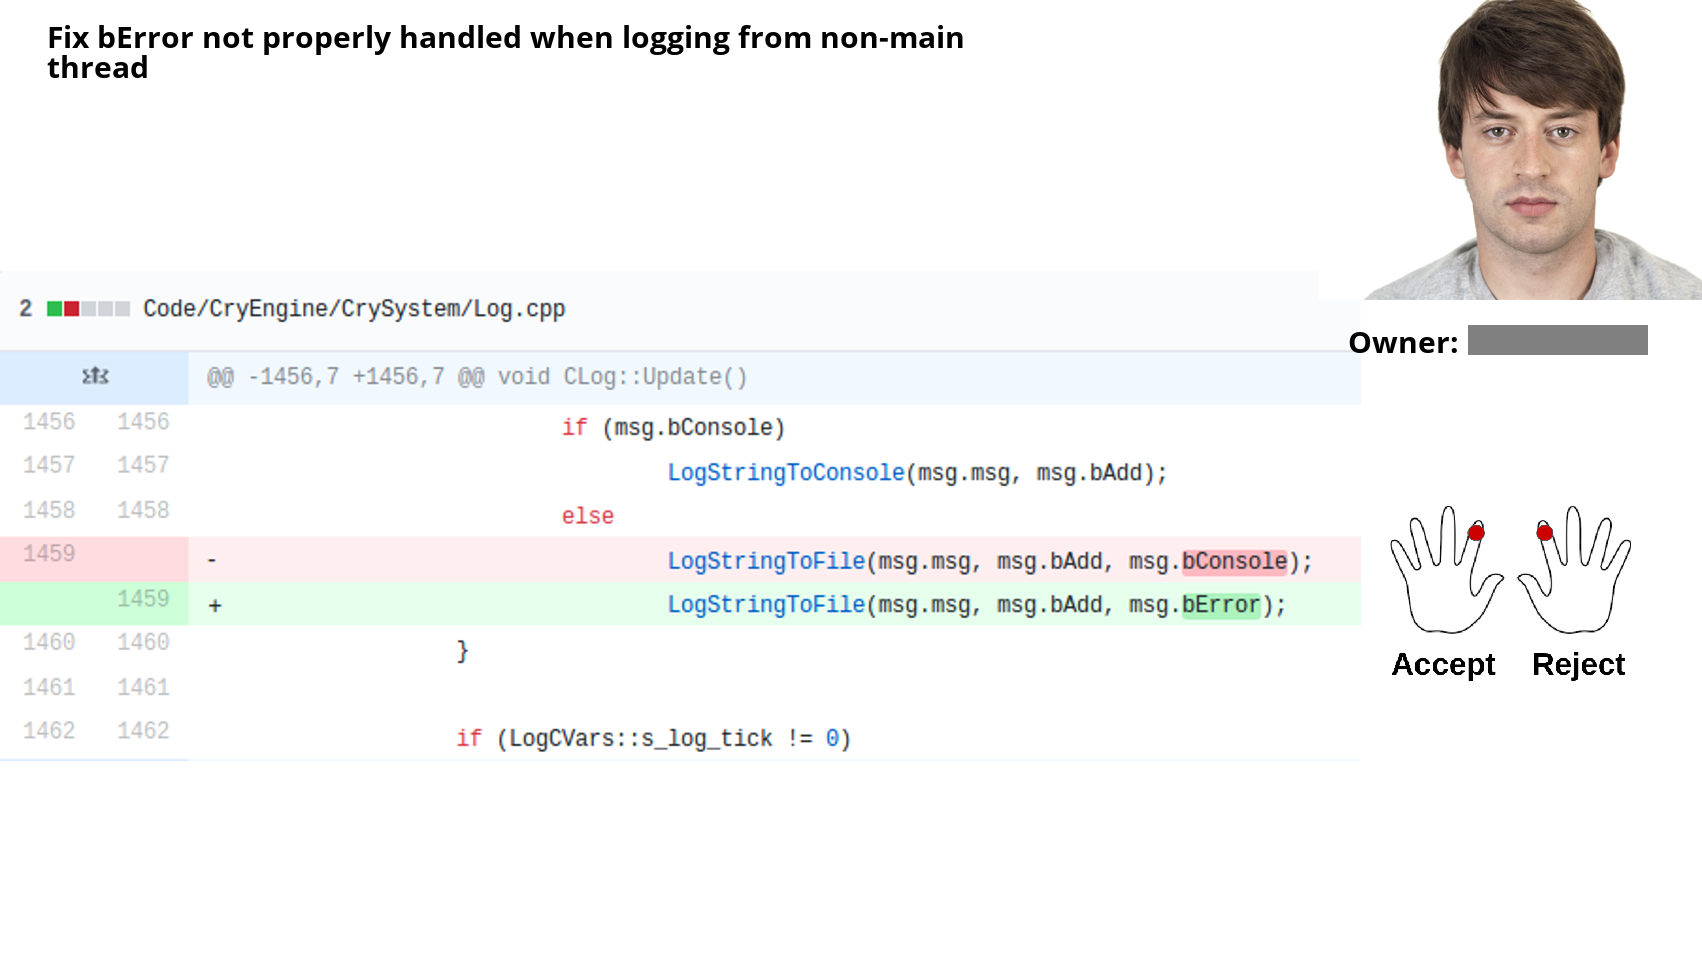 Fix bError not properly handled when logging from non-main
thread
2 Code/CryEngine/CrySystem/Log.cpp
@@ -1456,7 +1456,7 @@ void CLog::Update()
1456 1456 if (msg.bConsole)
1457 1457 LogStringToConsole(msg.msg, msg.bAdd);
1458 1458 else
1459 - LogStringToFile(msg.msg, msg.bAdd, msg.bConsole);
1459 + LogStringToFile(msg.msg, msg.bAdd, msg.bError);
1460 1460 }
1461 1461
1462 1462 if (LogCVars::s_log_tick != 0)
Owner:
Accept Reject